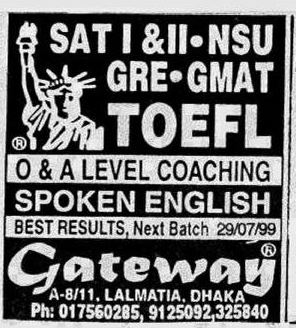 SAT I & II • NSU
GRE • GMAT
TOEFL
®
O & A LEVEL COACHING
SPOKEN ENGLISH
BEST RESULTS, Next Batch 29/07/99
Gateway®
A-8/11, LALMATIA, DHAKA
Ph: 017560285, 9125092,325840